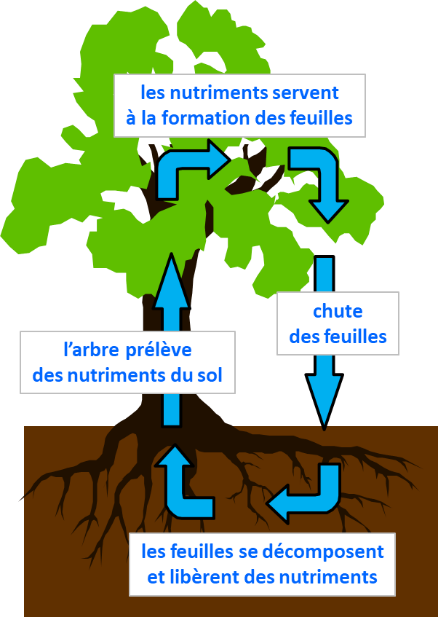 les nutriments servent
à la formation des feuilles
chute
des feuilles
l’arbre prélève
des nutriments du sol
les feuilles se décomposent
et libèrent des nutriments